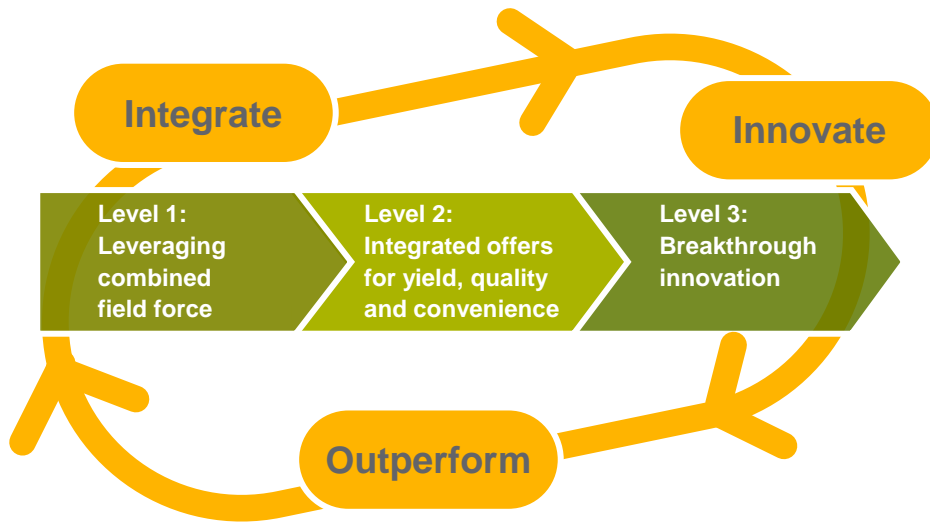 Integrate
Innovate
Level 1:
Leveraging
combined
field force
Level 2:
Integrated offers
for yield, quality
and convenience
Level 3:
Breakthrough
innovation
Outperform